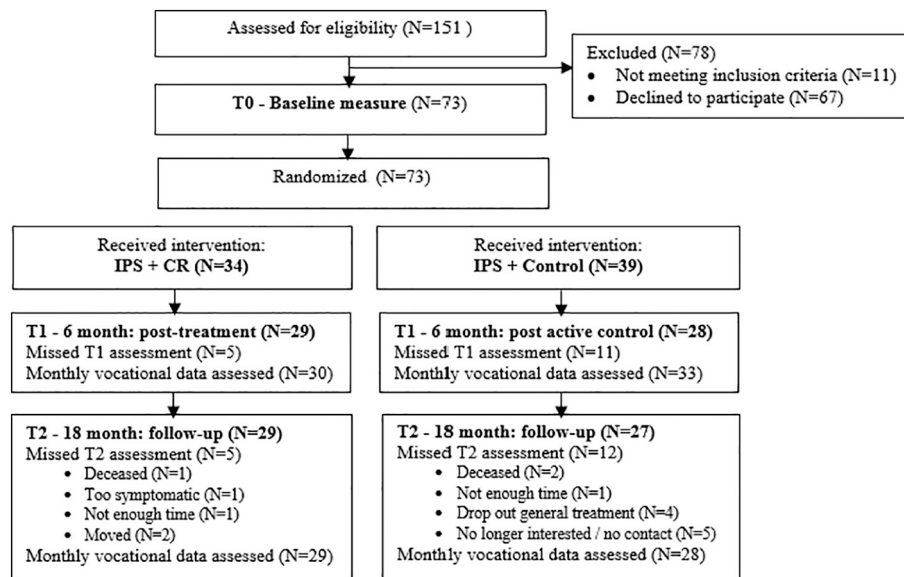 Assessed for eligibility (N=151 )
Excluded (N=78)
• Not meeting inclusion criteria (N=11)
• Declined to participate (N=67)
T0 - Baseline measure (N=73)
Randomized (N=73)
Received intervention:
IPS + CR (N=34)
Received intervention:
IPS + Control (N=39)
T1 - 6 month: post-treatment (N=29)
Missed T1 assessment (N=5)
Monthly vocational data assessed (N=30)
T1 - 6 month: post active control (N=28)
Missed T1 assessment (N=11)
Monthly vocational data assessed (N=33)
T2 - 18 month: follow-up (N=29)
Missed T2 assessment (N=5)
• Deceased (N=1)
• Too symptomatic (N=1)
• Not enough time (N=1)
• Moved (N=2)
Monthly vocational data assessed (N=29)
T2 - 18 month: follow-up (N=27)
Missed T2 assessment (N=12)
• Deceased (N=2)
• Not enough time (N=1)
• Drop out general treatment (N=4)
• No longer interested / no contact (N=5)
Monthly vocational data assessed (N=28)